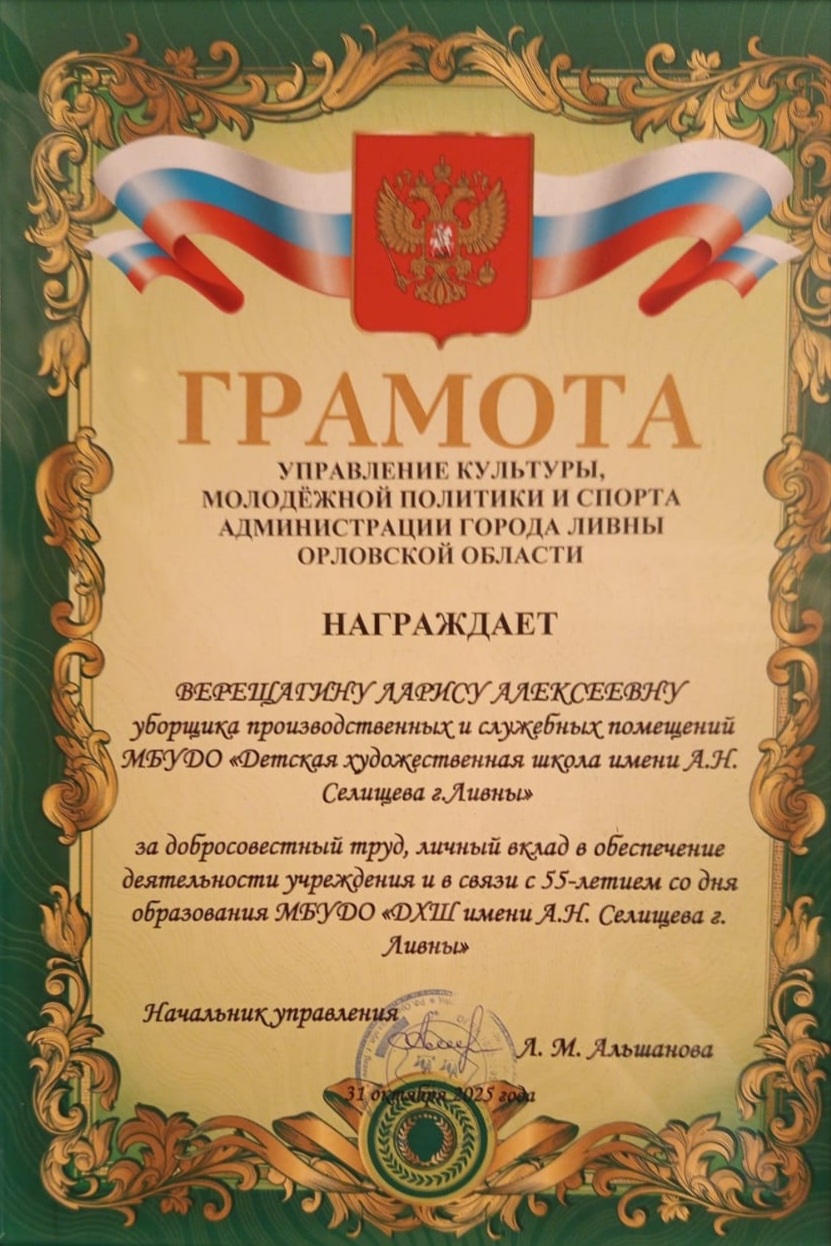 ГРАМОТА
УПРАВЛЕНИЕ КУЛЬТУРЫ,
МОЛОДЁЖНОЙ ПОЛИТИКИ И СПОРТА
АДМИНИСТРАЦИИ ГОРОДА ЛИВНЫ
ОРЛОВСКОЙ ОБЛАСТИ
НАГРАЖДАЕТ
ВЕРЕЩАГИНУ ЛАРИСУ АЛЕКСЕЕВНУ
уборщика производственных и служебных помещений
МБУДО «Детская художественная школа имени А.Н.
Селищева г.Ливны»
за добросовестный труд, личный вклад в обеспечение
деятельности учреждения и в связи с 55-летием со дня
образования МБУДО «ДХШ имени А.Н. Селищева г.
Ливны»
Начальник управления
Л. М. Альшанова
31 октября 2025 года